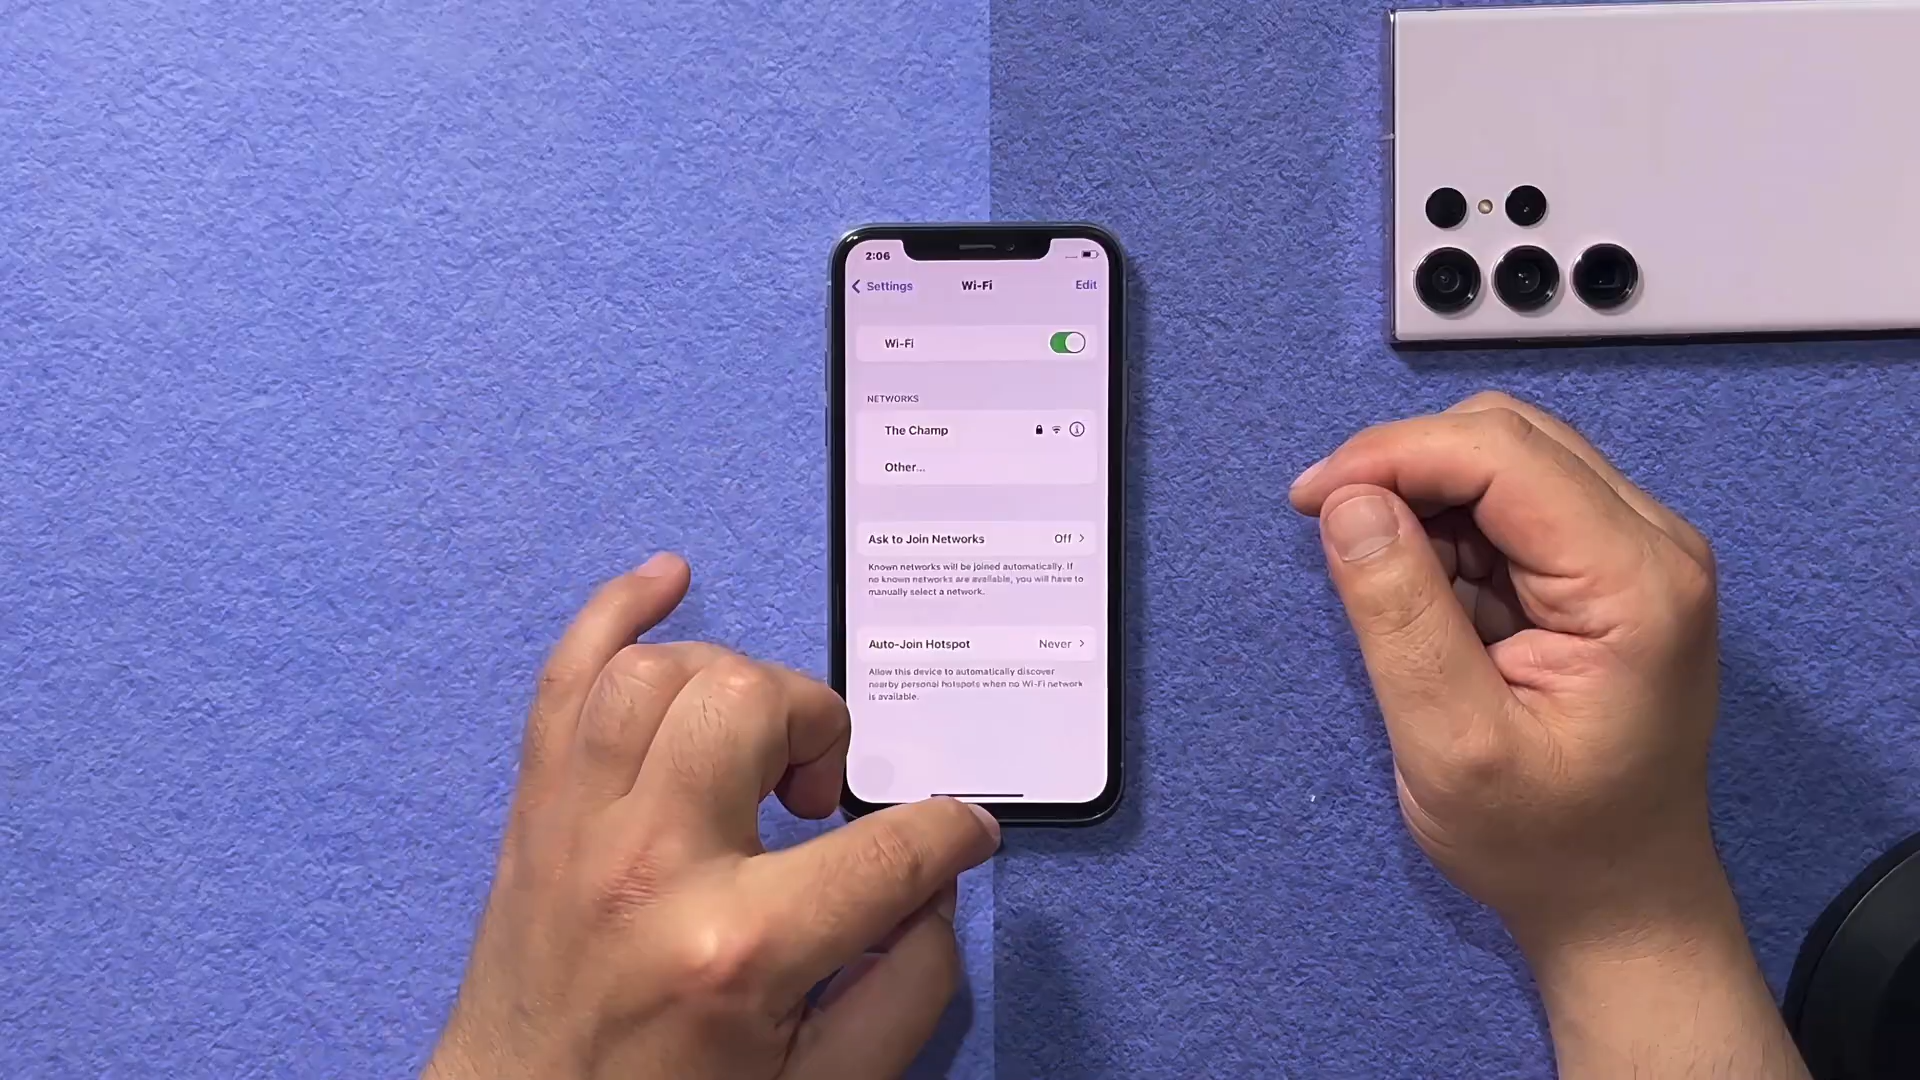 2:06
Settings
Wi-Fi
Edit
Wi-Fi
NETWORKS
The Champ
Other...
Ask to Join Networks Off
Known networks will be joined automatically. If
no known networks are available, you will have to
manually select a network.
Auto-Join Hotspot Never
Allow this device to automatically discover
nearby personal hotspots when no Wi-Fi network
is available.